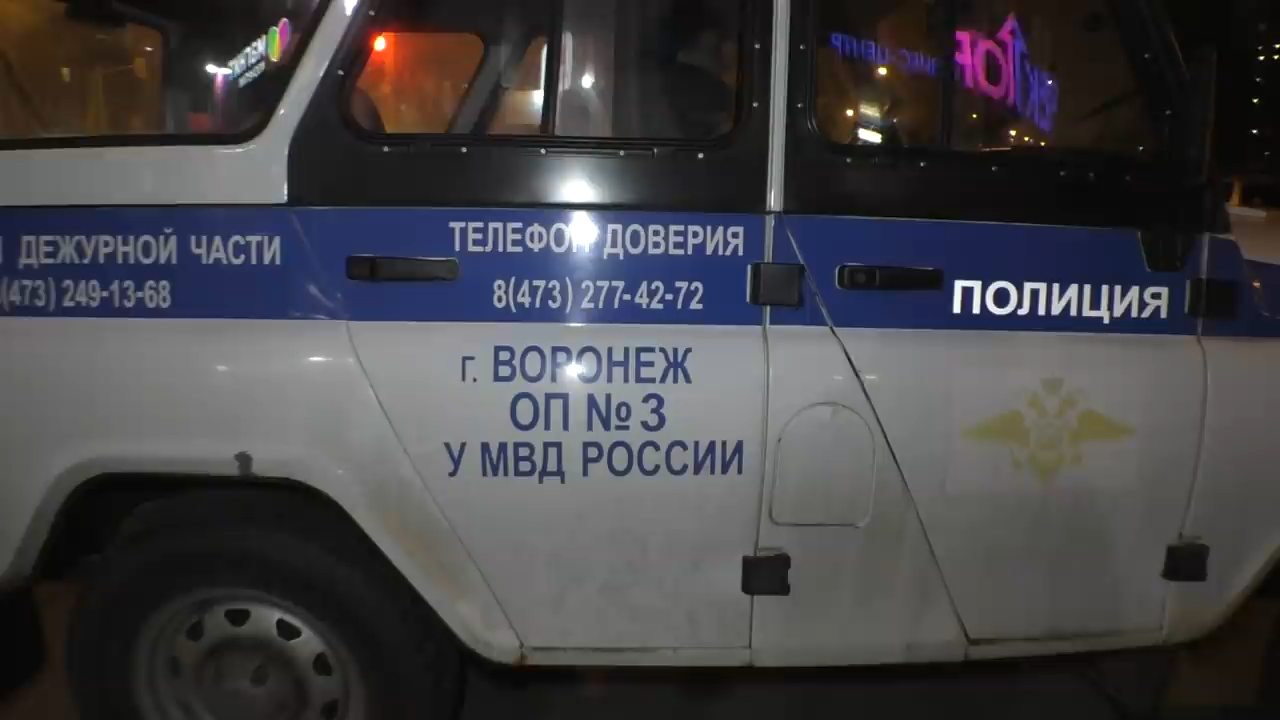 ДЕЖУРНОЙ ЧАСТИ
(473) 249-13-68
ТЕЛЕФОН ДОВЕРИЯ
8(473) 277-42-72
г. ВОРОНЕЖ
ОП № 3
У МВД РОССИИ
ПОЛИЦИЯ